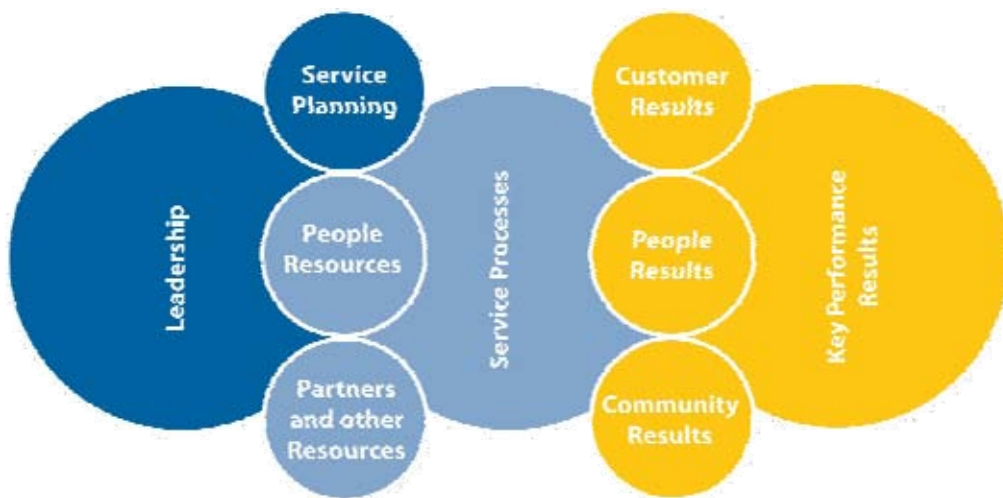 Leadership
Service
Planning
People
Resources
Partners
and other
Resources
Service Processes
Customer
Results
People
Results
Community
Results
Key Performance
Results